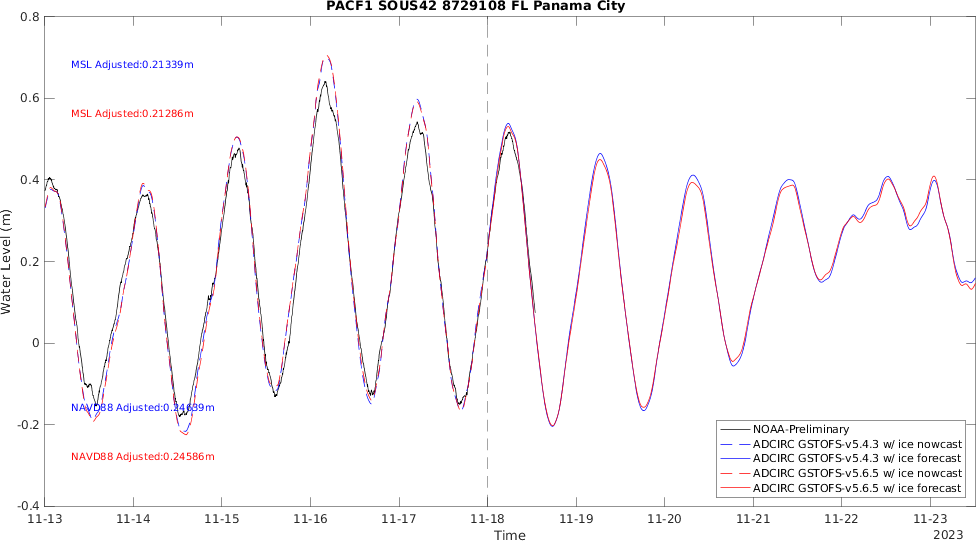 PACF1 SOUS42 8729108 FL Panama City
0.8
0.6
0.4
0.2
0
-0.2
-0.4
Water Level (m)
MSL Adjusted:0.21339m
MSL Adjusted:0.21286m
NAVD88 Adjusted:0.24639m
NAVD88 Adjusted:0.24586m
NOAA-Preliminary
ADCIRC GSTOFS-v5.4.3 w/ ice nowcast
ADCIRC GSTOFS-v5.4.3 w/ ice forecast
ADCIRC GSTOFS-v5.6.5 w/ ice nowcast
ADCIRC GSTOFS-v5.6.5 w/ ice forecast
11-13 11-14 11-15 11-16 11-17 11-18 11-19 11-20 11-21 11-22 11-23
Time
2023